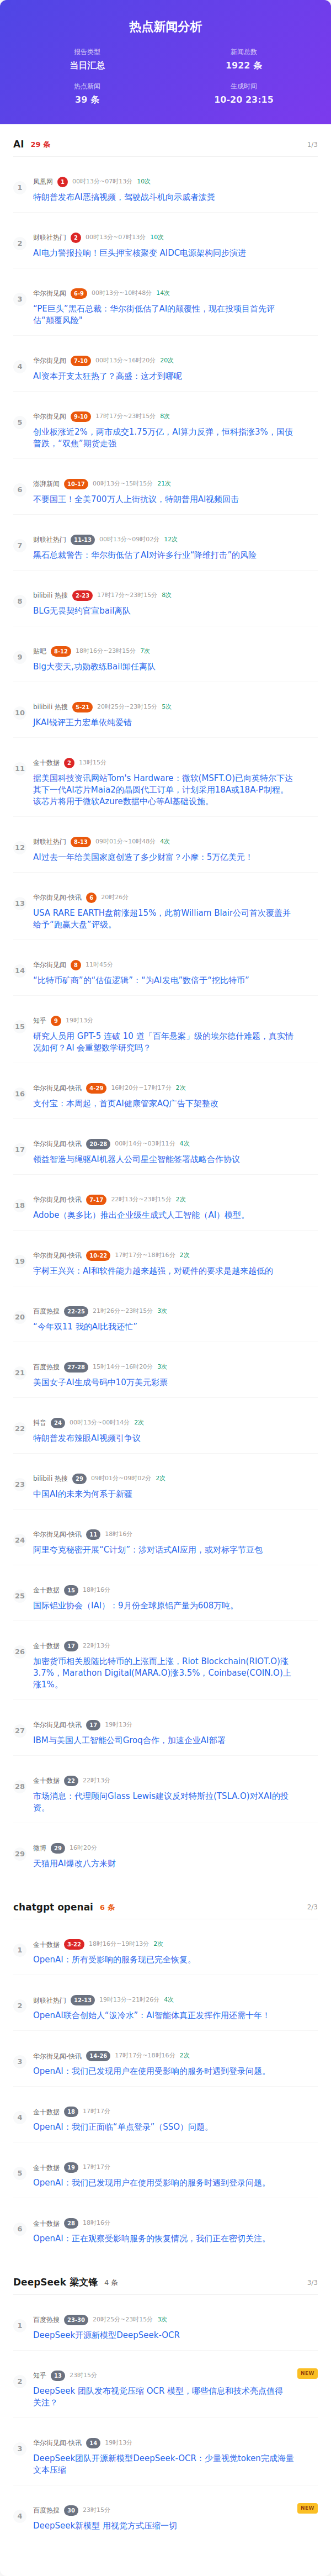 热点新闻分析
报告类型
新闻总数
当日汇总
1922 条
热点新闻
生成时间
39 条
10-20 23:15
AI 29 条
1/3
1
凤凰网 1 00时13分~07时13分 10次
特朗普发布AI恶搞视频，驾驶战斗机向示威者泼粪
2
财联社热门 2 00时13分~07时13分 10次
AI电力警报拉响！巨头押宝核聚变 AIDC电源架构同步演进
3
华尔街见闻 6-9 00时13分~10时48分 14次
“PE巨头”黑石总裁：华尔街低估了AI的颠覆性，现在投项目首先评
估“颠覆风险”
4
华尔街见闻 7-10 00时13分~16时20分 20次
AI资本开支太狂热了？高盛：这才到哪呢
5
华尔街见闻 9-10 17时17分~23时15分 8次
创业板涨近2%，两市成交1.75万亿，AI算力反弹，恒科指涨3%，国债
普跌，“双焦”期货走强
6
澎湃新闻 10-17 00时13分~15时15分 21次
不要国王！全美700万人上街抗议，特朗普用AI视频回击
7
财联社热门 11-13 00时13分~09时02分 12次
黑石总裁警告：华尔街低估了AI对许多行业“降维打击”的风险
8
bilibili 热搜 2-23 17时17分~23时15分 8次
BLG无畏契约官宣bail离队
9
贴吧 8-12 18时16分~23时15分 7次
Blg大变天,功勋教练Bail卸任离队
10
bilibili 热搜 5-21 20时25分~23时15分 5次
JKAI锐评王力宏单依纯爱错
11
金十数据 2 13时15分
据美国科技资讯网站Tom's Hardware：微软(MSFT.O)已向英特尔下达
其下一代AI芯片Maia2的晶圆代工订单，计划采用18A或18A-P制程。
该芯片将用于微软Azure数据中心等AI基础设施。
12
财联社热门 8-13 09时01分~10时48分 4次
AI过去一年给美国家庭创造了多少财富？小摩：5万亿美元！
13
华尔街见闻-快讯 6 20时26分
USA RARE EARTH盘前涨超15%，此前William Blair公司首次覆盖并
给予“跑赢大盘”评级。
14
华尔街见闻 8 11时45分
“比特币矿商”的“估值逻辑”：“为AI发电”数倍于“挖比特币”
15
知乎 9 19时13分
研究人员用 GPT-5 连破 10 道「百年悬案」级的埃尔德什难题，真实情
况如何？AI 会重塑数学研究吗？
16
华尔街见闻-快讯 4-29 16时20分~17时17分 2次
支付宝：本周起，首页AI健康管家AQ广告下架整改
17
华尔街见闻-快讯 20-28 00时14分~03时11分 4次
领益智造与绳驱AI机器人公司星尘智能签署战略合作协议
18
华尔街见闻-快讯 7-17 22时13分~23时15分 2次
Adobe（奥多比）推出企业级生成式人工智能（AI）模型。
19
华尔街见闻-快讯 10-22 17时17分~18时16分 2次
宇树王兴兴：AI和软件能力越来越强，对硬件的要求是越来越低的
20
百度热搜 22-25 21时26分~23时15分 3次
“今年双11 我的AI比我还忙”
21
百度热搜 27-28 15时14分~16时20分 3次
美国女子AI生成号码中10万美元彩票
22
抖音 24 00时13分~00时14分 2次
特朗普发布辣眼AI视频引争议
23
bilibili 热搜 29 09时01分~09时02分 2次
中国AI的未来为何系于新疆
24
华尔街见闻-快讯 11 18时16分
阿里夸克秘密开展“C计划”：涉对话式AI应用，或对标字节豆包
25
金十数据 15 18时16分
国际铝业协会（IAI）：9月份全球原铝产量为608万吨。
26
金十数据 17 22时13分
加密货币相关股随比特币的上涨而上涨，Riot Blockchain(RIOT.O)涨
3.7%，Marathon Digital(MARA.O)涨3.5%，Coinbase(COIN.O)上
涨1%。
27
华尔街见闻-快讯 17 19时13分
IBM与美国人工智能公司Groq合作，加速企业AI部署
28
金十数据 22 22时13分
市场消息：代理顾问Glass Lewis建议反对特斯拉(TSLA.O)对XAI的投
资。
29
微博 29 16时20分
天猫用AI爆改八方来财
chatgpt openai 6 条
2/3
1
金十数据 3-22 18时16分~19时13分 2次
OpenAI：所有受影响的服务现已完全恢复。
2
财联社热门 12-13 19时13分~21时26分 4次
OpenAI联合创始人“泼冷水”：AI智能体真正发挥作用还需十年！
3
华尔街见闻-快讯 14-26 17时17分~18时16分 2次
OpenAI：我们已发现用户在使用受影响的服务时遇到登录问题。
4
金十数据 18 17时17分
OpenAI：我们正面临“单点登录”（SSO）问题。
5
金十数据 19 17时17分
OpenAI：我们已发现用户在使用受影响的服务时遇到登录问题。
6
金十数据 28 18时16分
OpenAI：正在观察受影响服务的恢复情况，我们正在密切关注。
DeepSeek 梁文锋 4 条
3/3
1
百度热搜 23-30 20时25分~23时15分 3次
DeepSeek开源新模型DeepSeek-OCR
2
知乎 13 23时15分
NEW
DeepSeek 团队发布视觉压缩 OCR 模型，哪些信息和技术亮点值得
关注？
3
华尔街见闻-快讯 14 19时13分
DeepSeek团队开源新模型DeepSeek-OCR：少量视觉token完成海量
文本压缩
4
百度热搜 30 23时15分
NEW
DeepSeek新模型 用视觉方式压缩一切